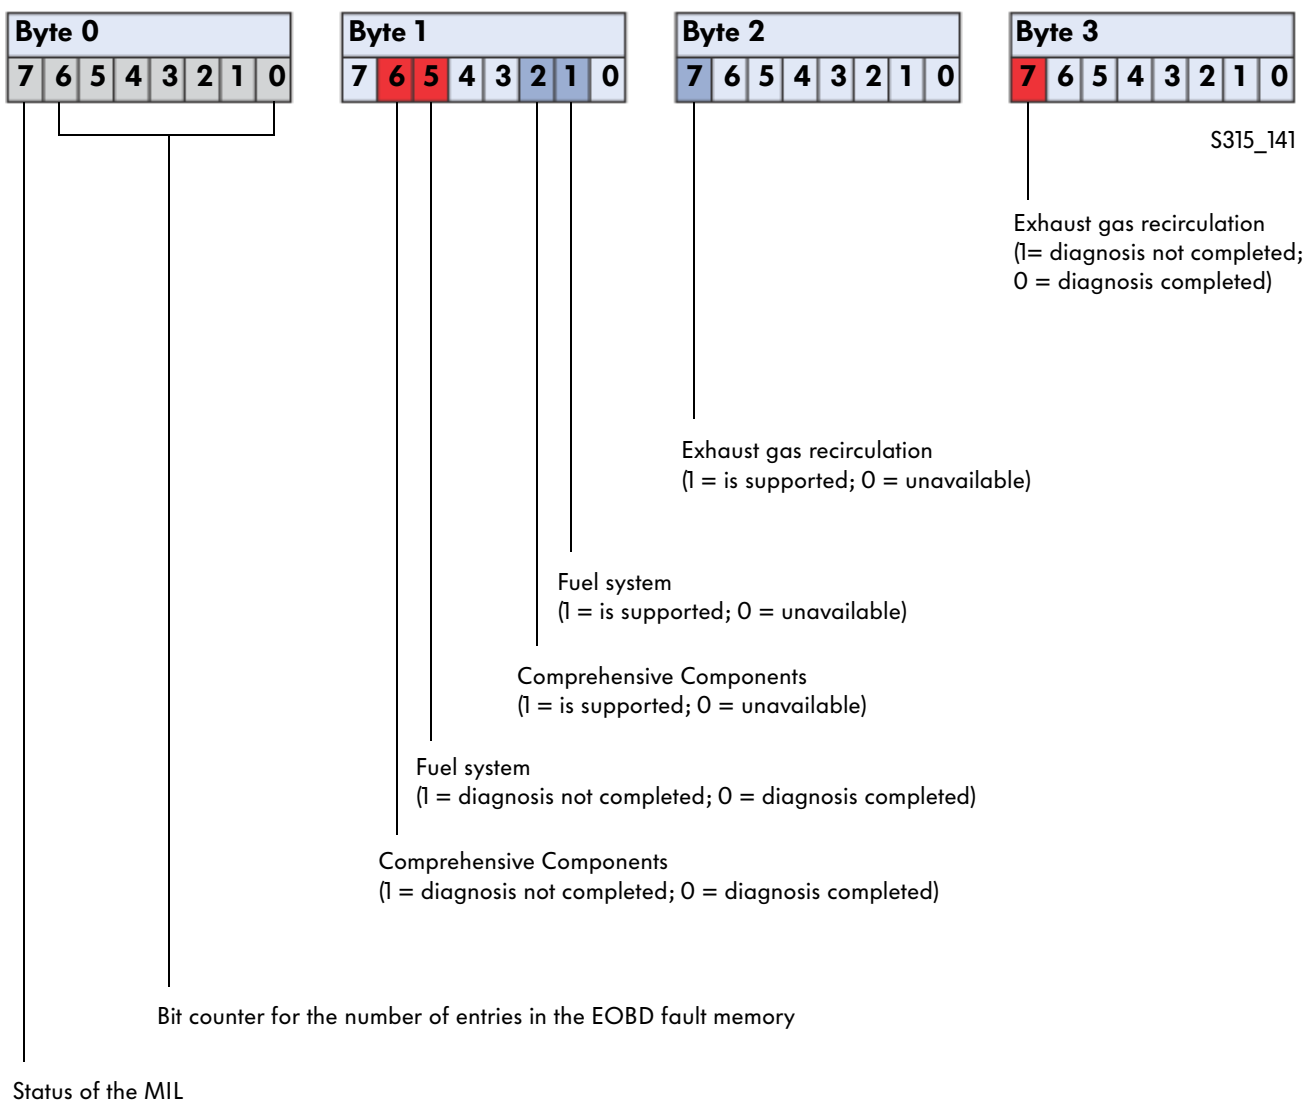 Byte 0
Byte 1
Byte 2
Byte 3
7 6 5 4 3 2 1 0
7 6 5 4 3 2 1 0
7 6 5 4 3 2 1 0
7 6 5 4 3 2 1 0
S315_141
Exhaust gas recirculation
(1= diagnosis not completed;
0 = diagnosis completed)
Exhaust gas recirculation
(1 = is supported; 0 = unavailable)
Fuel system
(1 = is supported; 0 = unavailable)
Comprehensive Components
(1 = is supported; 0 = unavailable)
Fuel system
(1 = diagnosis not completed; 0 = diagnosis completed)
Comprehensive Components
(1 = diagnosis not completed; 0 = diagnosis completed)
Bit counter for the number of entries in the EOBD fault memory
Status of the MIL